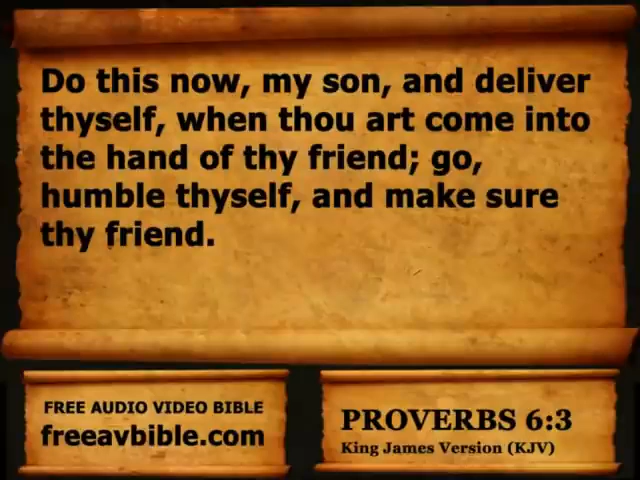 Do this now, my son, and deliver
thyself, when thou art come into
the hand of thy friend; go,
humble thyself, and make sure
thy friend.
FREE AUDIO VIDEO BIBLE
freeavbible.com
PROVERBS 6:3
King James Version (KJV)